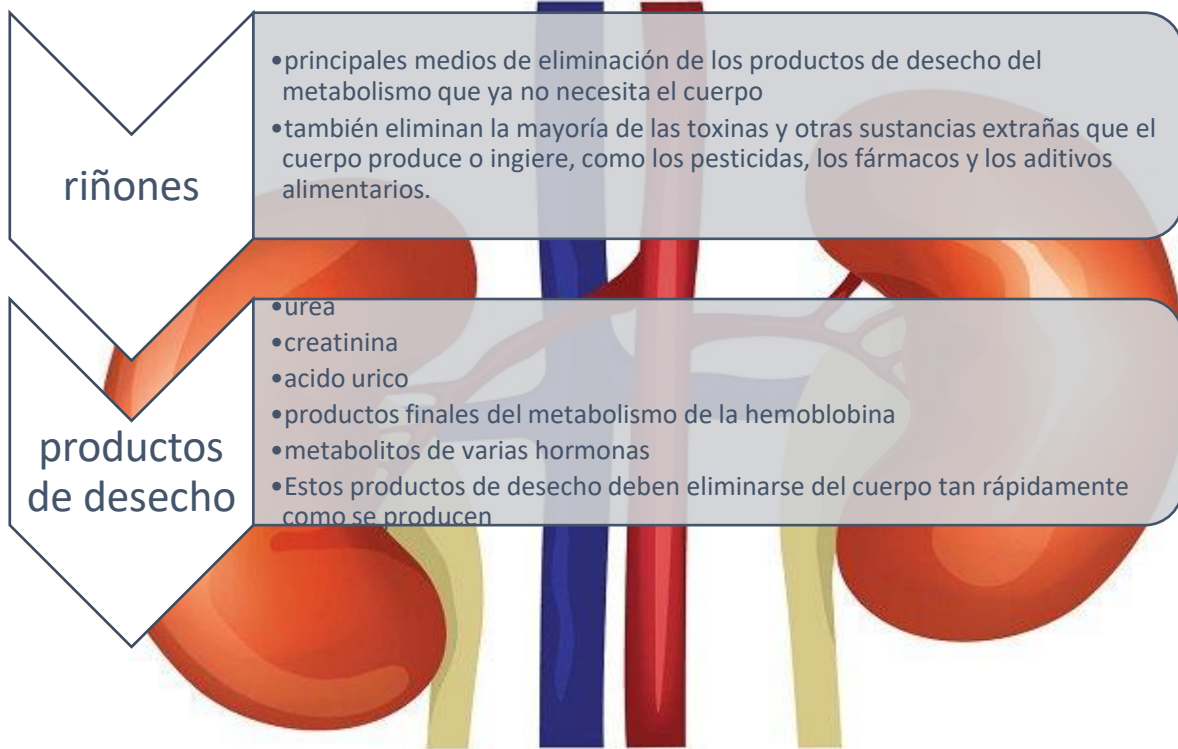 riñones
•principales medios de eliminación de los productos de desecho del
metabolismo que ya no necesita el cuerpo
•también eliminan la mayoría de las toxinas y otras sustancias extrañas que el
cuerpo produce o ingiere, como los pesticidas, los fármacos y los aditivos
alimentarios.
productos
de desecho
•urea
•creatinina
•acido urico
•productos finales del metabolismo de la hemoblobina
•metabolitos de varias hormonas
•Estos productos de desecho deben eliminarse del cuerpo tan rápidamente
como se producen